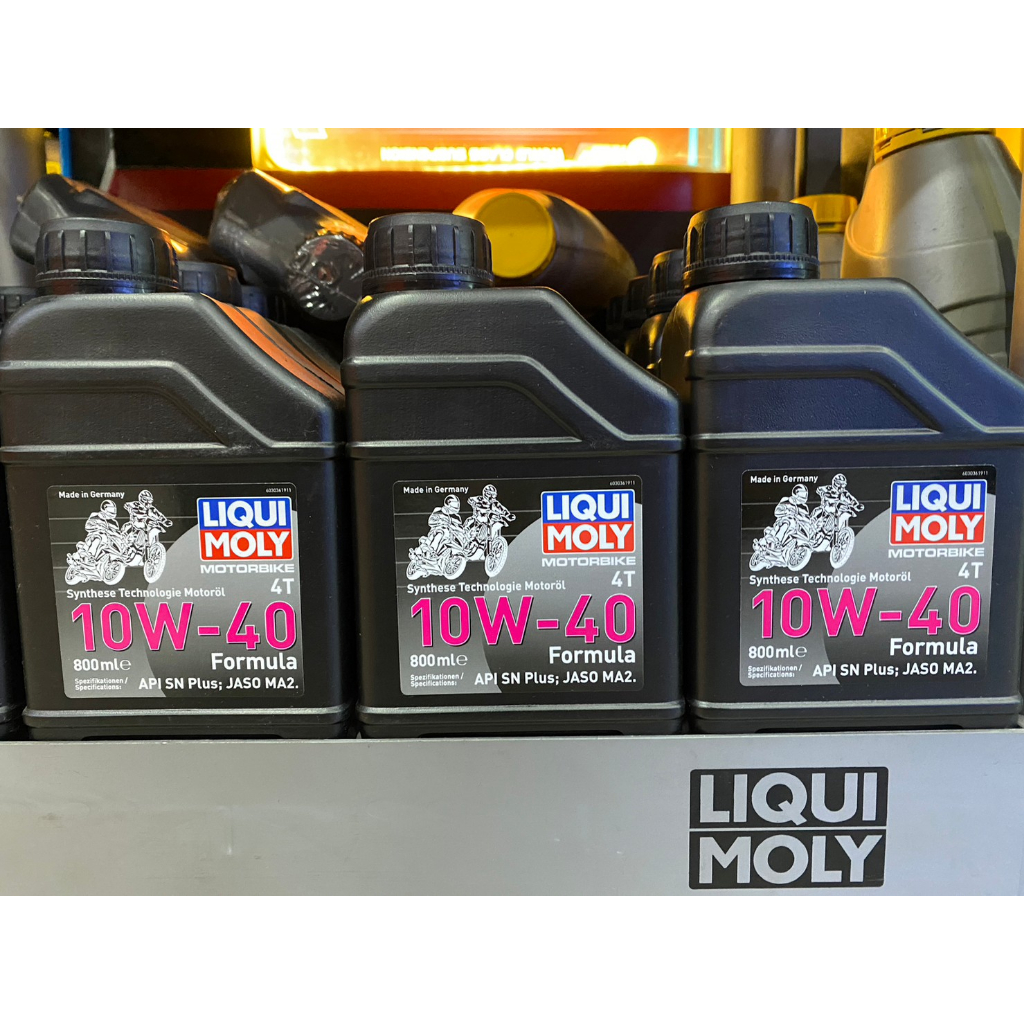 Made in Germany
6030361911
LIQUI
MOLY
MOTORBIKE
4T
Synthese Technologie Motoröl
10W-40
800ml℮
Formula
Spezifikationen /
Specifications:
API SN Plus; JASO MA2.
Made in Germany
6030361911
LIQUI
MOLY
MOTORBIKE
4T
Synthese Technologie Motoröl
10W-40
800ml℮
Formula
Spezifikationen /
Specifications:
API SN Plus; JASO MA2.
Made in Germany
6030361911
LIQUI
MOLY
MOTORBIKE
4T
Synthese Technologie Motoröl
10W-40
800ml℮
Formula
Spezifikationen /
Specifications:
API SN Plus; JASO MA2.
LIQUI
MOLY